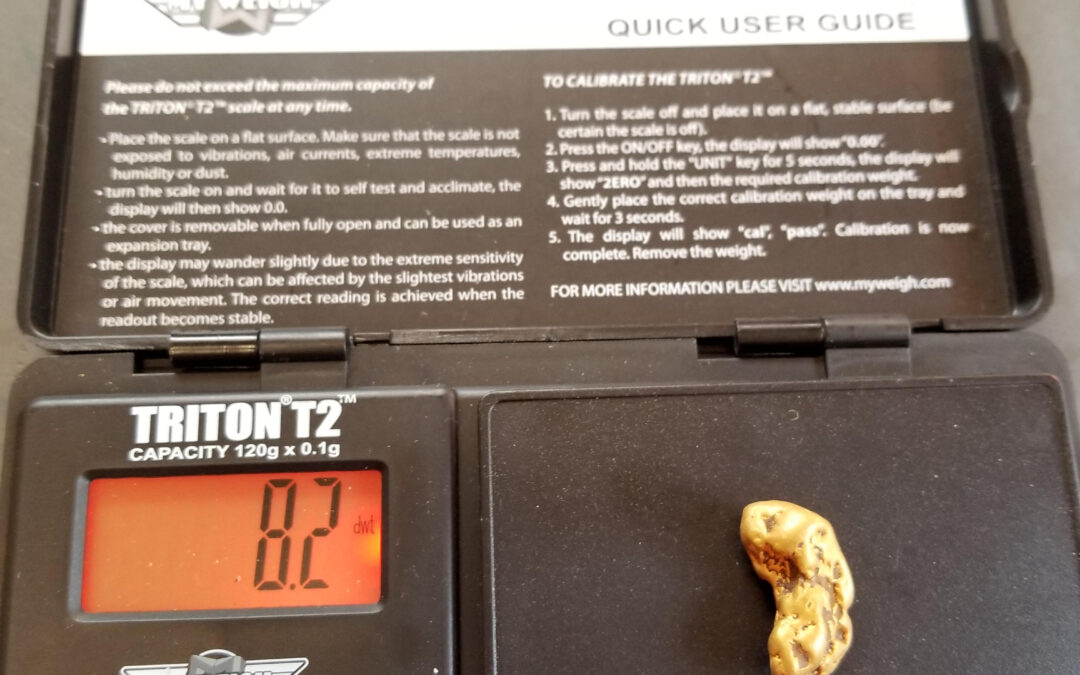 MY WEIGH
QUICK USER GUIDE
Please do not exceed the maximum capacity of
the TRITON® T2™ scale at any time.
- Place the scale on a flat surface. Make sure that the scale is not
exposed to vibrations, air currents, extreme temperatures,
humidity or dust.
- turn the scale on and wait for it to self test and acclimate, the
display will then show 0.0.
- the cover is removable when fully open and can be used as an
expansion tray.
- the display may wander slightly due to the extreme sensitivity
of the scale, which can be affected by the slightest vibrations
or air movement. The correct reading is achieved when the
readout becomes stable.
TO CALIBRATE THE TRITON® T2™
1. Turn the scale off and place it on a flat, stable surface (be
certain the scale is off).
2. Press the ON/OFF key, the display will show "0.00".
3. Press and hold the "UNIT" key for 5 seconds, the display will
show "ZERO" and then the required calibration weight.
4. Gently place the correct calibration weight on the tray and
wait for 3 seconds.
5. The display will show "cal", "pass". Calibration is now
complete. Remove the weight.
FOR MORE INFORMATION PLEASE VISIT www.myweigh.com
TRITON® T2™
CAPACITY 120g x 0.1g
8.2 dwt